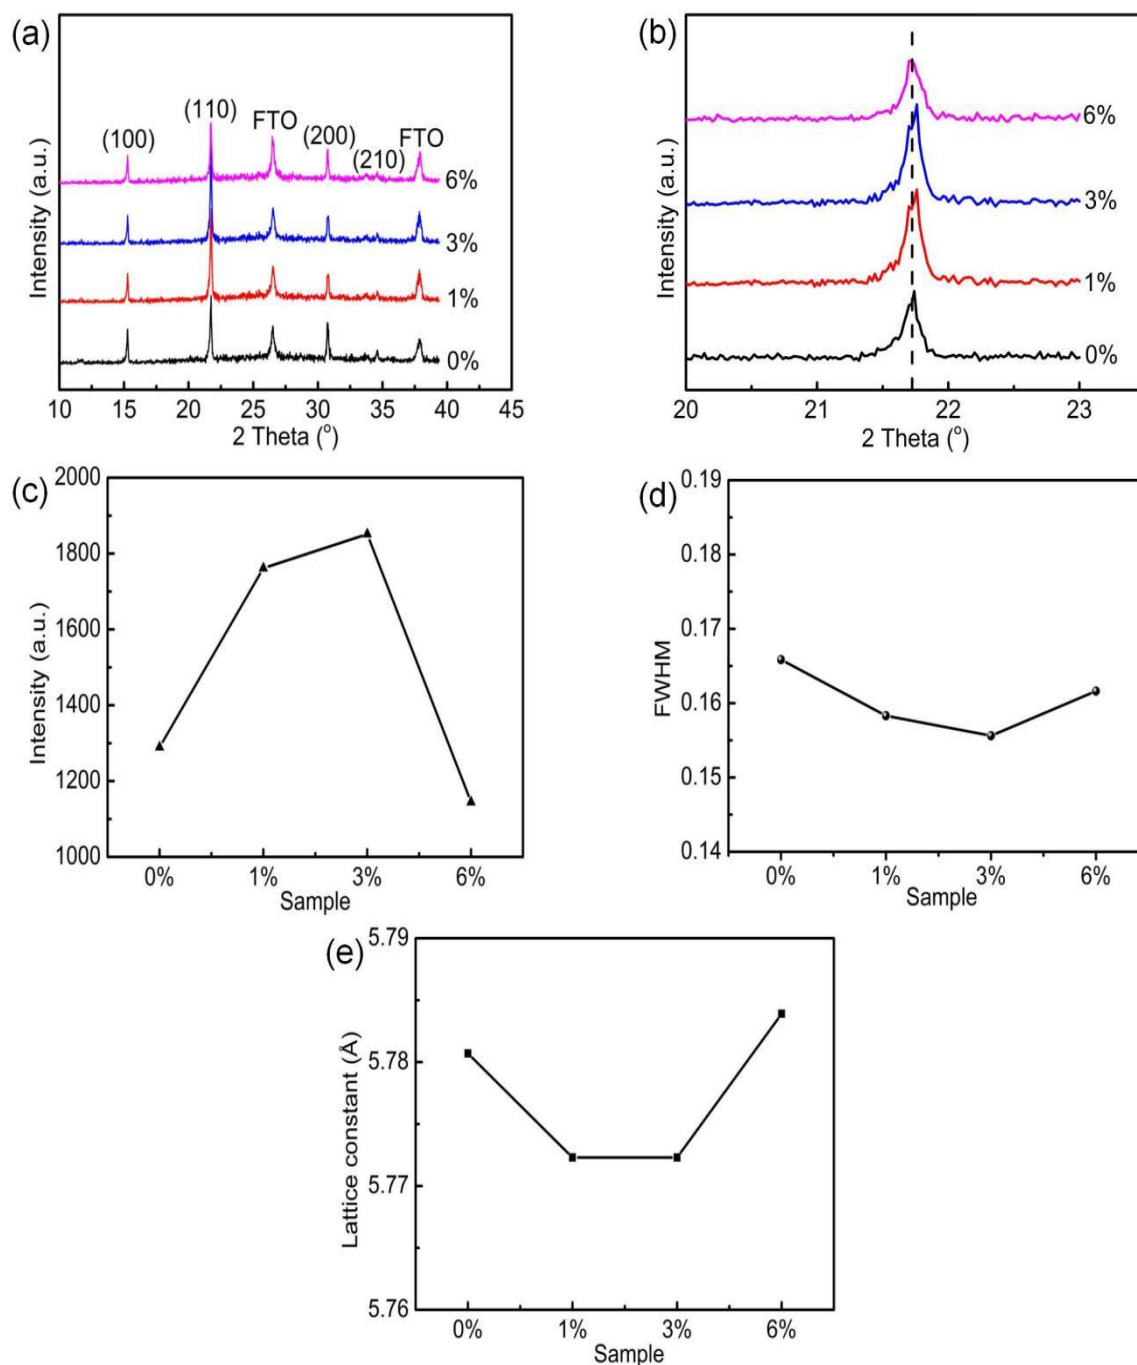 (a)
Intensity (a.u.)
(100)
(110)
FTO
(200)
(210)
FTO
6%
3%
1%
0%
10 15 20 25 30 35 40 45
2 Theta (°)
(b)
Intensity (a.u.)
6%
3%
1%
0%
20 21 22 23
2 Theta (°)
(c)
Intensity (a.u.)
2000
1800
1600
1400
1200
1000
0% 1% 3% 6%
Sample
(d)
FWHM
0.19
0.18
0.17
0.16
0.15
0.14
0% 1% 3% 6%
Sample
(e)
Lattice constant (Å)
5.79
5.78
5.77
5.76
0% 1% 3% 6%
Sample